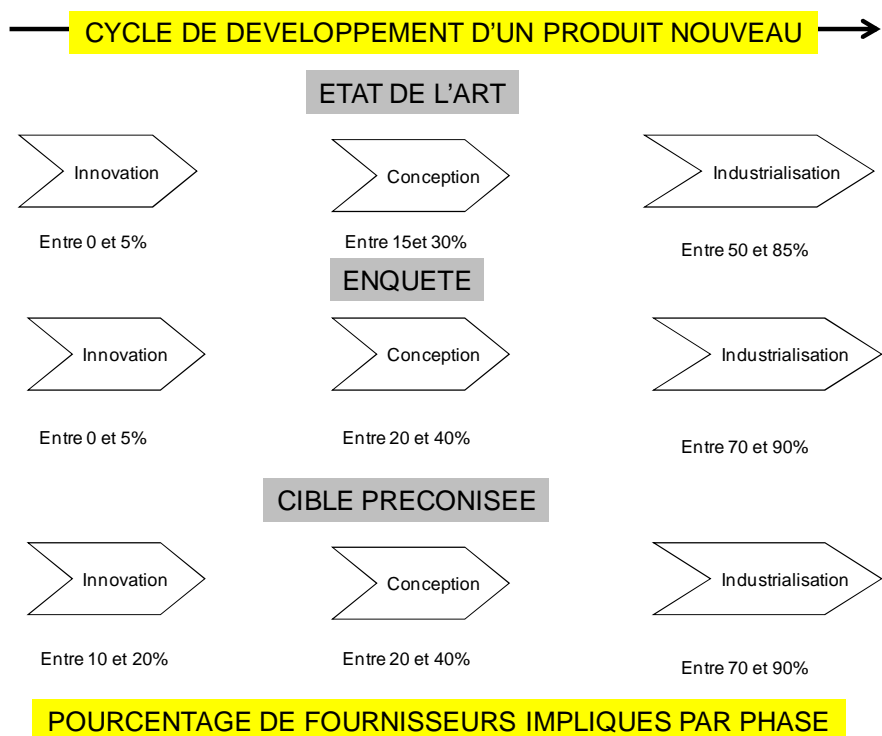 CYCLE DE DEVELOPPEMENT D'UN PRODUIT NOUVEAU
ETAT DE L'ART
Innovation
Conception
Industrialisation
Entre 0 et 5%
Entre 15et 30%
Entre 50 et 85%
ENQUETE
Innovation
Conception
Industrialisation
Entre 0 et 5%
Entre 20 et 40%
Entre 70 et 90%
CIBLE PRECONISEE
Innovation
Conception
Industrialisation
Entre 10 et 20%
Entre 20 et 40%
Entre 70 et 90%
POURCENTAGE DE FOURNISSEURS IMPLIQUES PAR PHASE